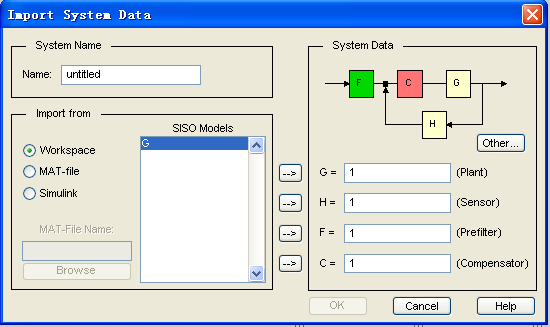 Import System Data
System Name
Name: untitled
Import from
SISO Models
Workspace
MAT-file
Simulink
G
MAT-File Name:
Browse
System Data
F
C
G
H
Other...
--> G = 1 (Plant)
--> H = 1 (Sensor)
--> F = 1 (Prefilter)
--> C = 1 (Compensator)
OK Cancel Help